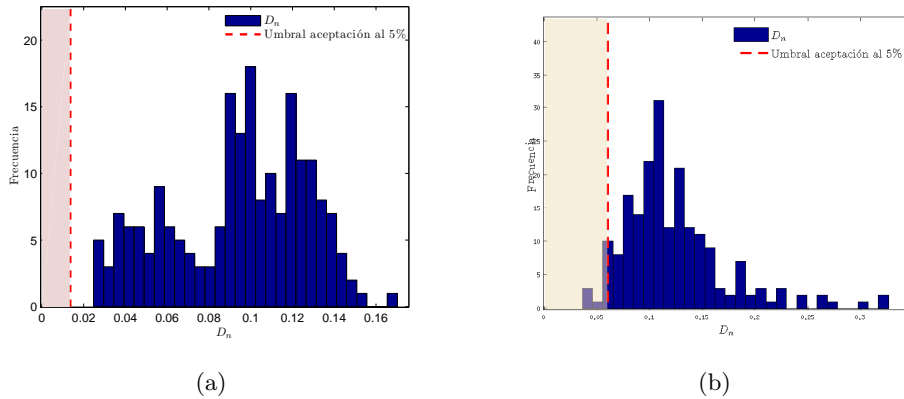 D_n
Umbral aceptación al 5%
20
15
10
5
0
Frecuencia
0 0.02 0.04 0.06 0.08 0.1 0.12 0.14 0.16
D_n
(a)
D_n
Umbral aceptación al 5%
40
35
30
25
20
15
10
5
0
Frecuencia
0 0.05 0.1 0.15 0.2 0.25 0.3
D_n
(b)